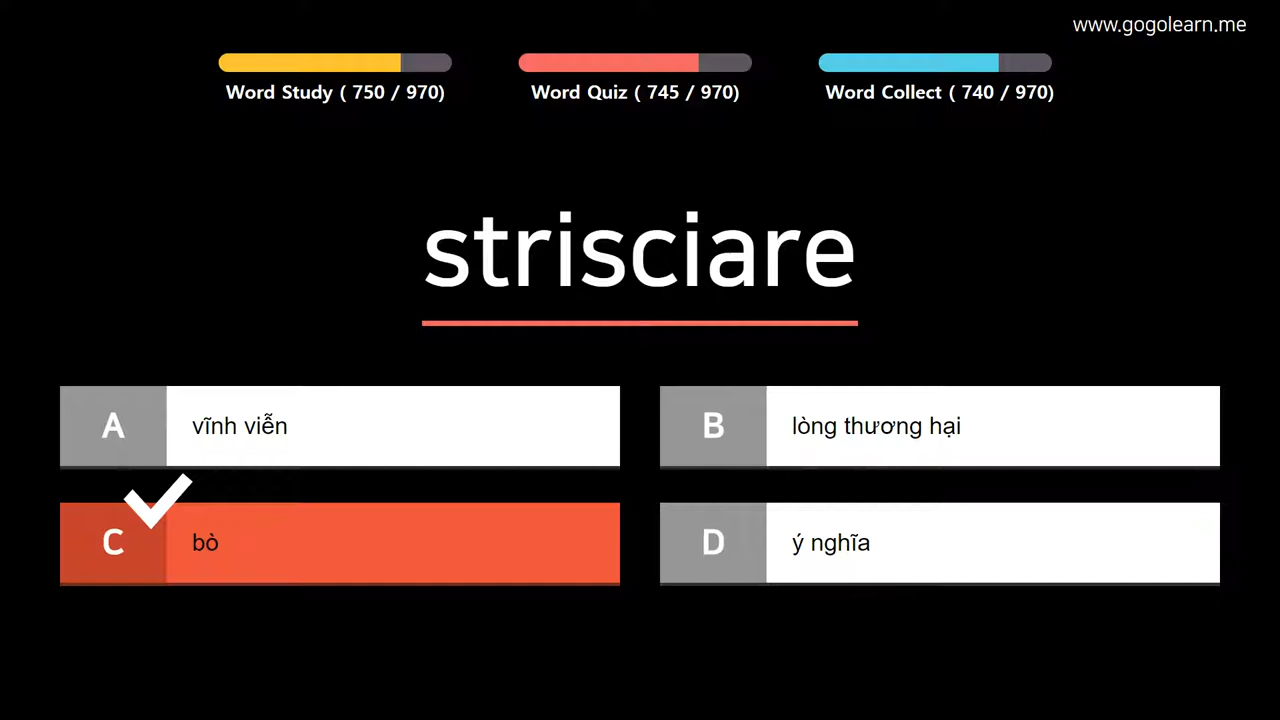 www.gogolearn.me
Word Study ( 750 / 970)
Word Quiz ( 745 / 970)
Word Collect ( 740 / 970)
strisciare
A vĩnh viễn
B lòng thương hại
C bò
D ý nghĩa